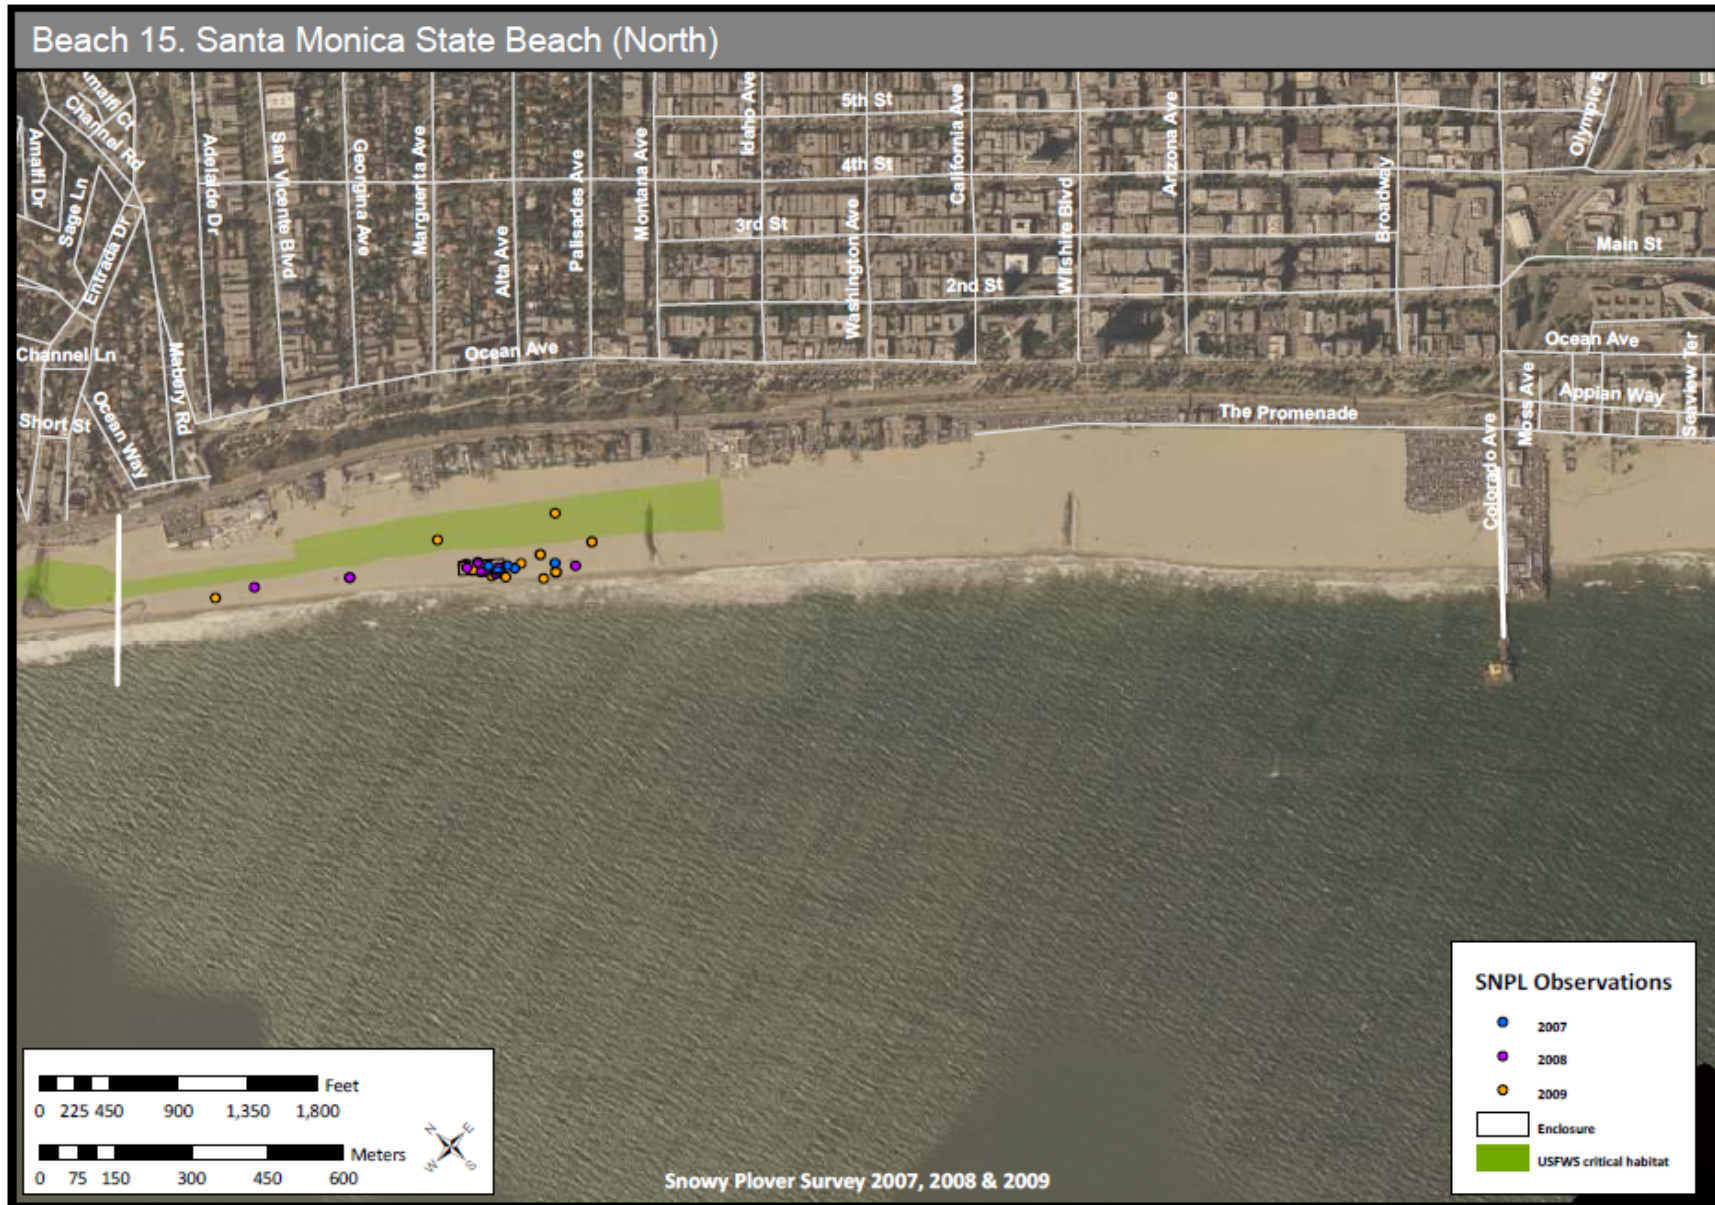 Beach 15. Santa Monica State Beach (North)
Amalfi Ct
Channel Rd
Amalfi Dr
Sage Ln
Entrada Dr
Channel Ln
Short St
Ocean Way
Mabery Rd
Adelaide Dr
San Vicente Blvd
Georgina Ave
Marguerita Ave
Alta Ave
Palisades Ave
Montana Ave
Idaho Ave
Washington Ave
California Ave
Wilshire Blvd
Arizona Ave
Broadway
Olympic B
5th St
4th St
3rd St
2nd St
Main St
Ocean Ave
Ocean Ave
Appian Way
The Promenade
Colorado Ave
Moss Ave
Seaview Ter
SNPL Observations
2007
2008
2009
Enclosure
USFWS critical habitat
Feet
0 225 450 900 1,350 1,800
Meters
0 75 150 300 450 600
N
E
W
S
Snowy Plover Survey 2007, 2008 & 2009